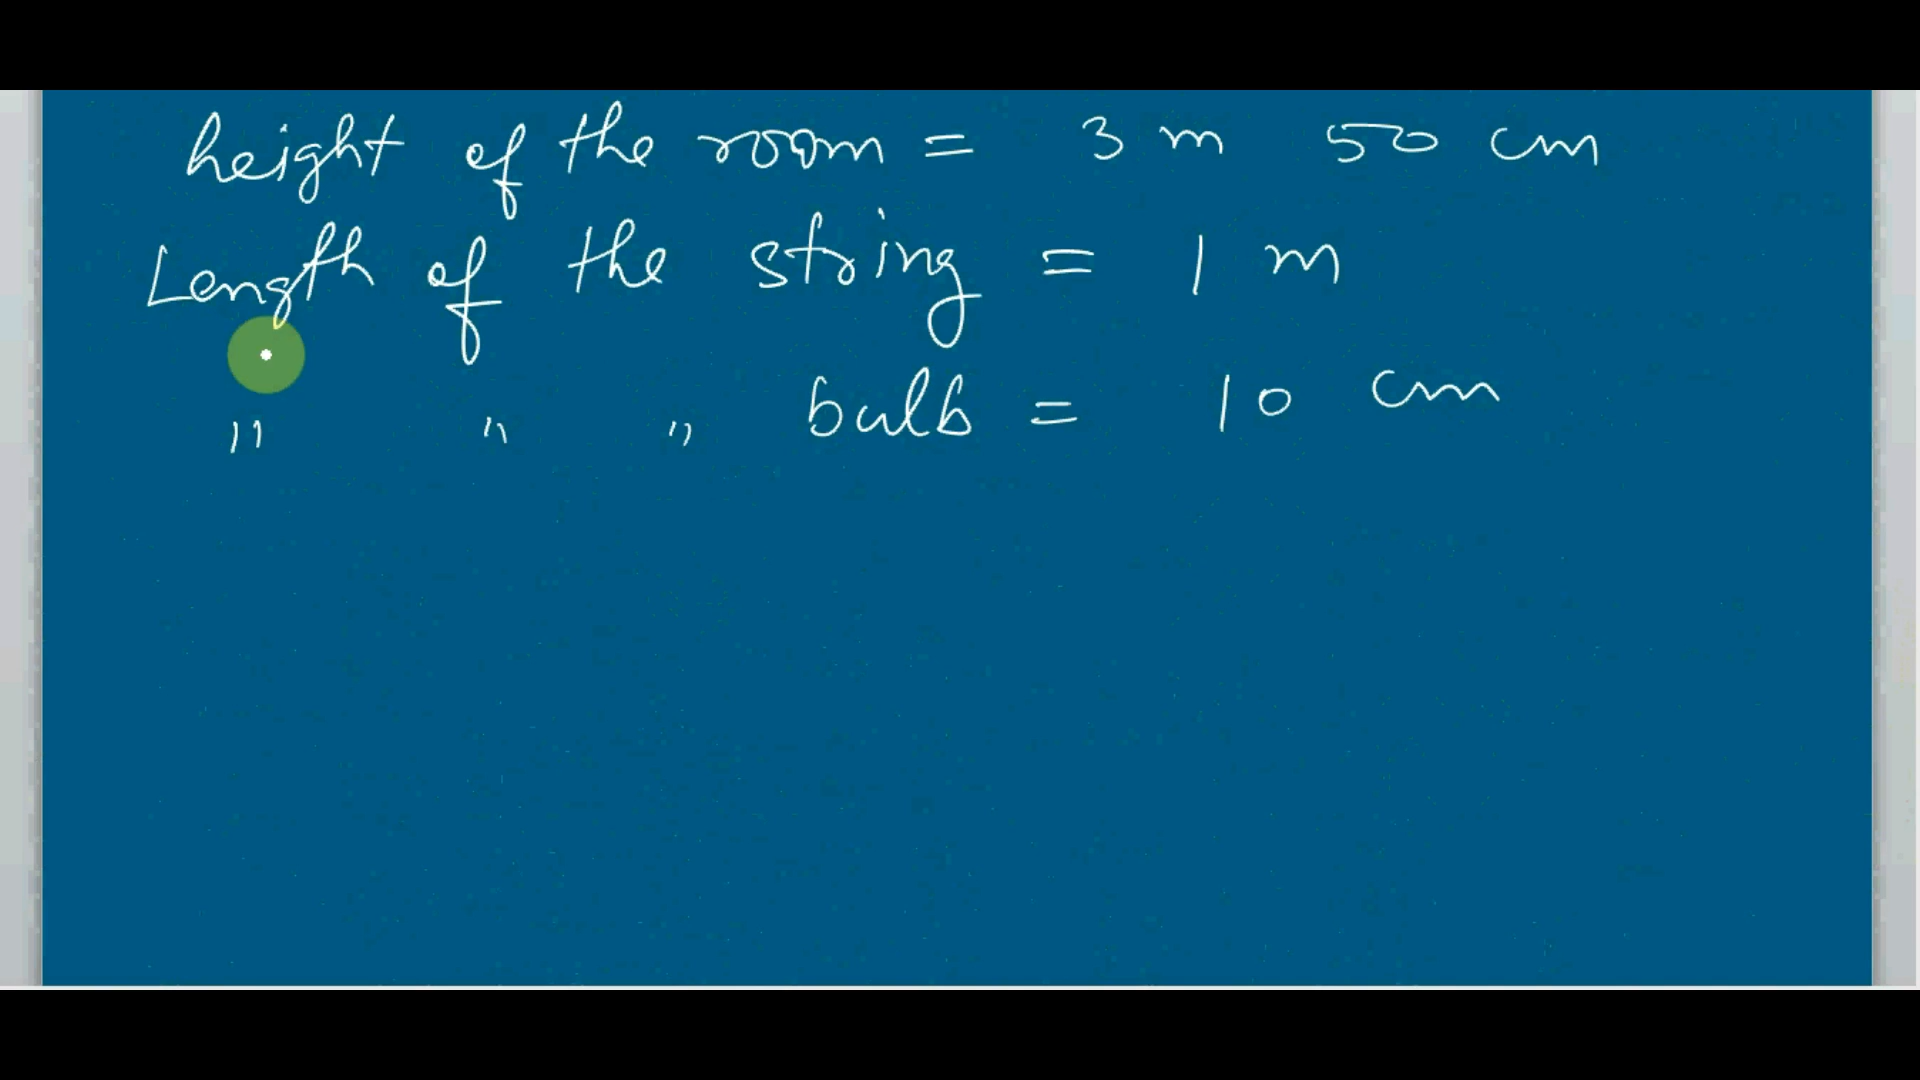 height of the room = 3 m 50 cm
Length of the string = 1 m
" " " bulb = 10 cm